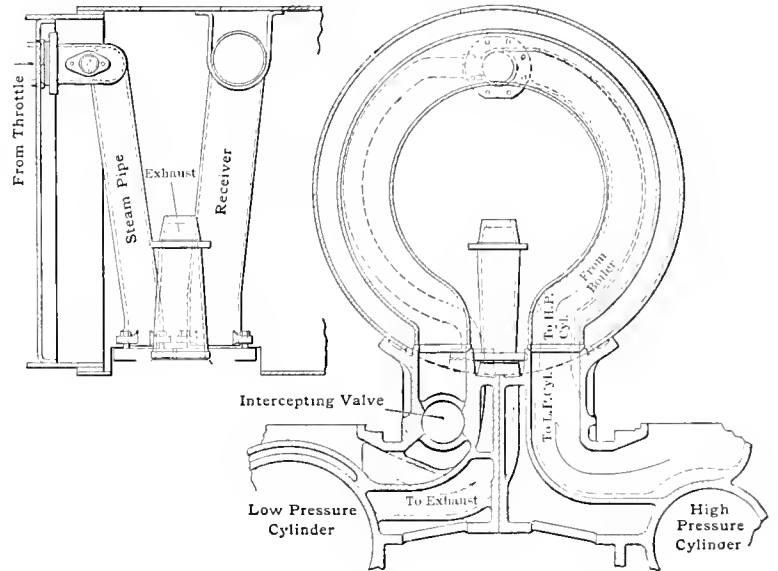 From Throttle
Steam Pipe
Exhaust
Receiver
From
Boiler
To H.P.
Cyl.
To L.P. Cyl.
Intercepting Valve
To Exhaust
Low Pressure
Cylinder
High
Pressure
Cylinder